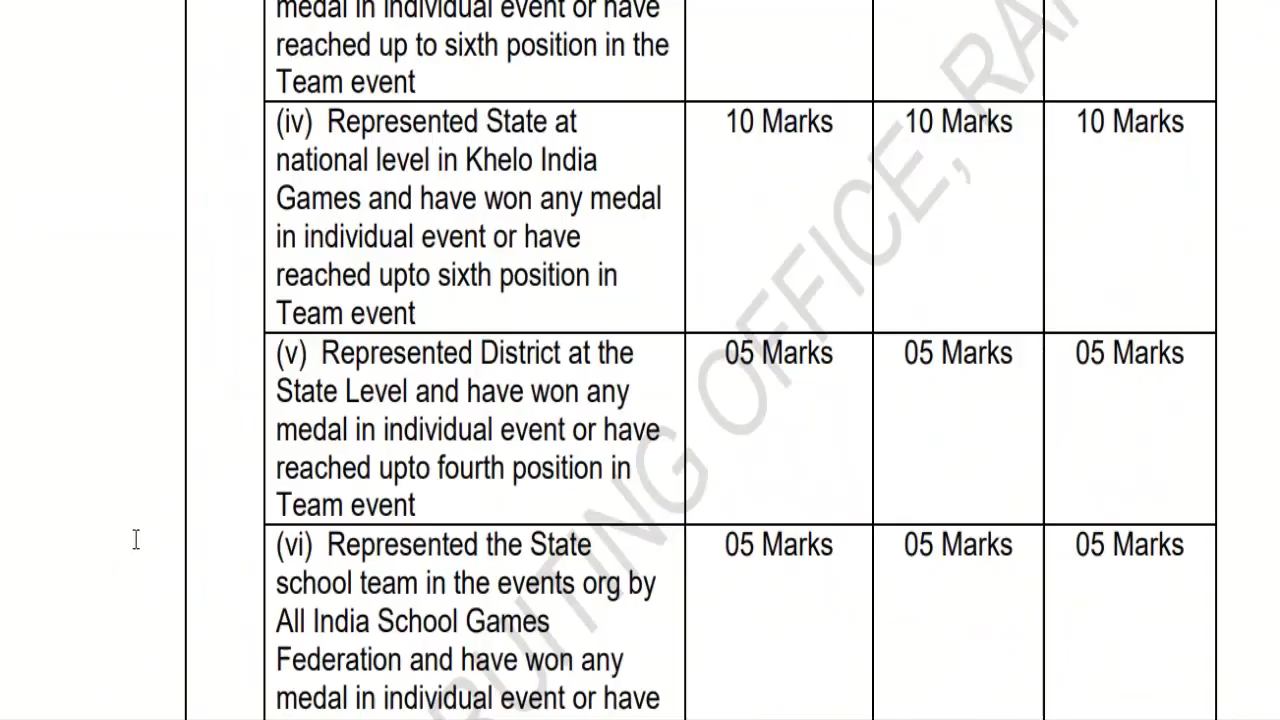 medal in individual event or have
reached up to sixth position in the
Team event
(iv) Represented State at
national level in Khelo India
Games and have won any medal
in individual event or have
reached upto sixth position in
Team event
10 Marks 10 Marks 10 Marks
(v) Represented District at the
State Level and have won any
medal in individual event or have
reached upto fourth position in
Team event
05 Marks 05 Marks 05 Marks
(vi) Represented the State
school team in the events org by
All India School Games
Federation and have won any
medal in individual event or have
05 Marks 05 Marks 05 Marks
OFFICE,